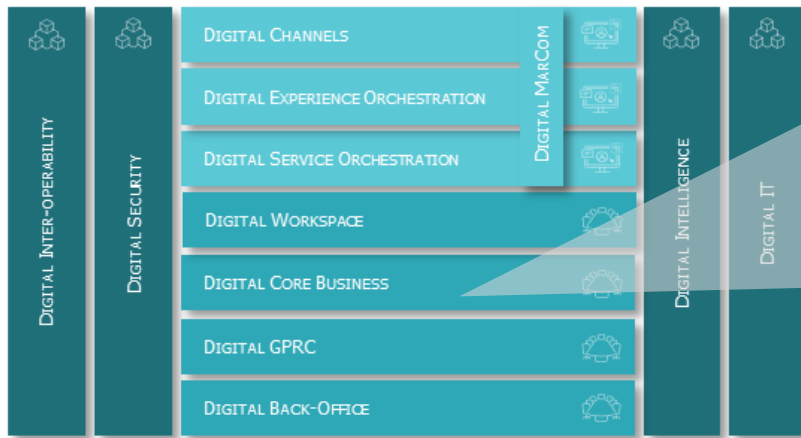 Digital Inter-operability
Digital Security
Digital Channels
Digital Experience Orchestration
Digital Service Orchestration
Digital MarCom
Digital Workspace
Digital Core Business
Digital GPRC
Digital Back-Office
Digital Intelligence
Digital IT